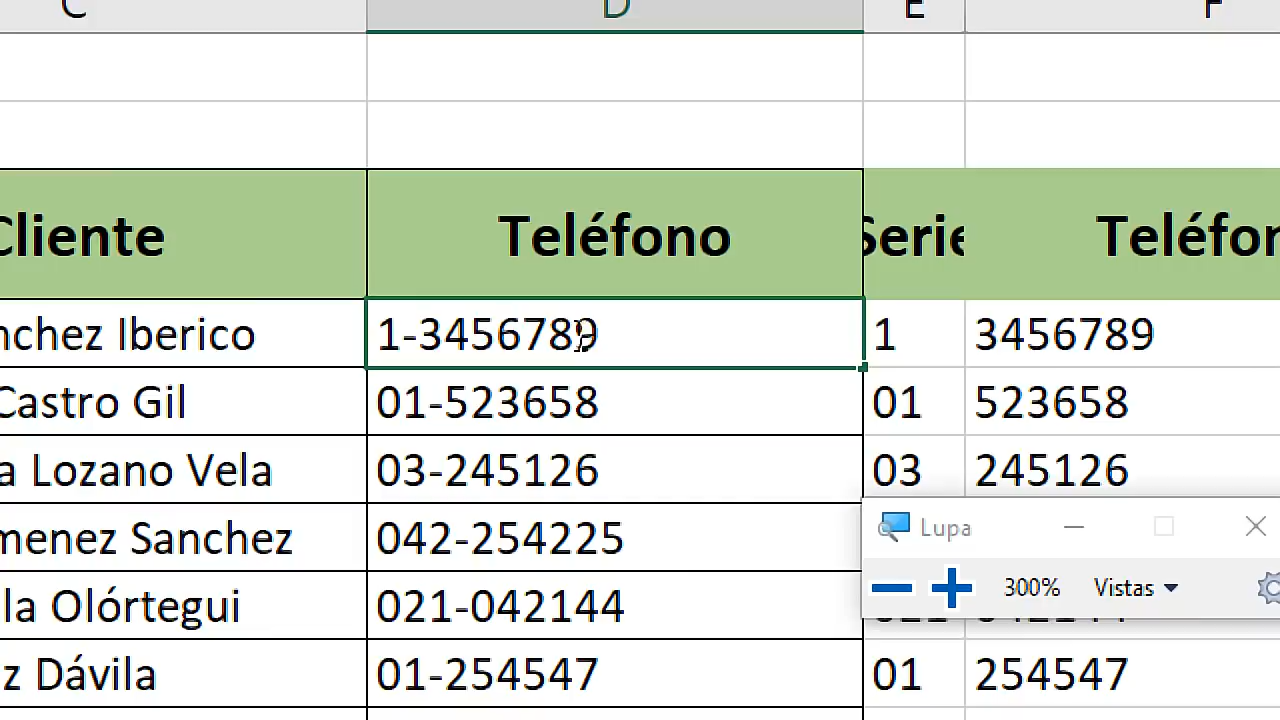 C D E F
Cliente Teléfono Serie Teléfon
nchez Iberico 1-3456789 1 3456789
Castro Gil 01-523658 01 523658
a Lozano Vela 03-245126 03 245126
menez Sanchez 042-254225
Lupa
300% Vistas
la Olórtegui 021-042144
z Dávila 01-254547 01 254547